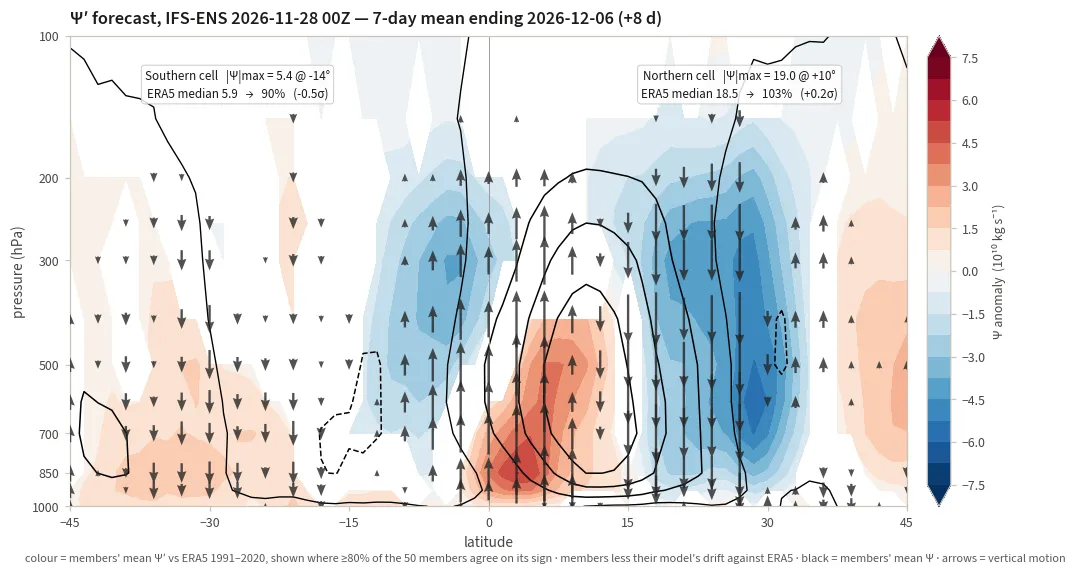 Ψ′ forecast, IFS-ENS 2026-11-28 00Z — 7-day mean ending 2026-12-06 (+8 d)
Southern cell |Ψ|max = 5.4 @ -14°
ERA5 median 5.9 → 90% (-0.5σ)
Northern cell |Ψ|max = 19.0 @ +10°
ERA5 median 18.5 → 103% (+0.2σ)
100
200
300
400
500
700
850
1000
pressure (hPa)
−45
−30
−15
0
15
30
45
latitude
7.5
6.0
4.5
3.0
1.5
0.0
−1.5
−3.0
−4.5
−6.0
−7.5
Ψ anomaly (10¹⁰ kg s⁻¹)
colour = members' mean Ψ′ vs ERA5 1991–2020, shown where ≥80% of the 50 members agree on its sign · members less their model's drift against ERA5 · black = members' mean Ψ · arrows = vertical motion